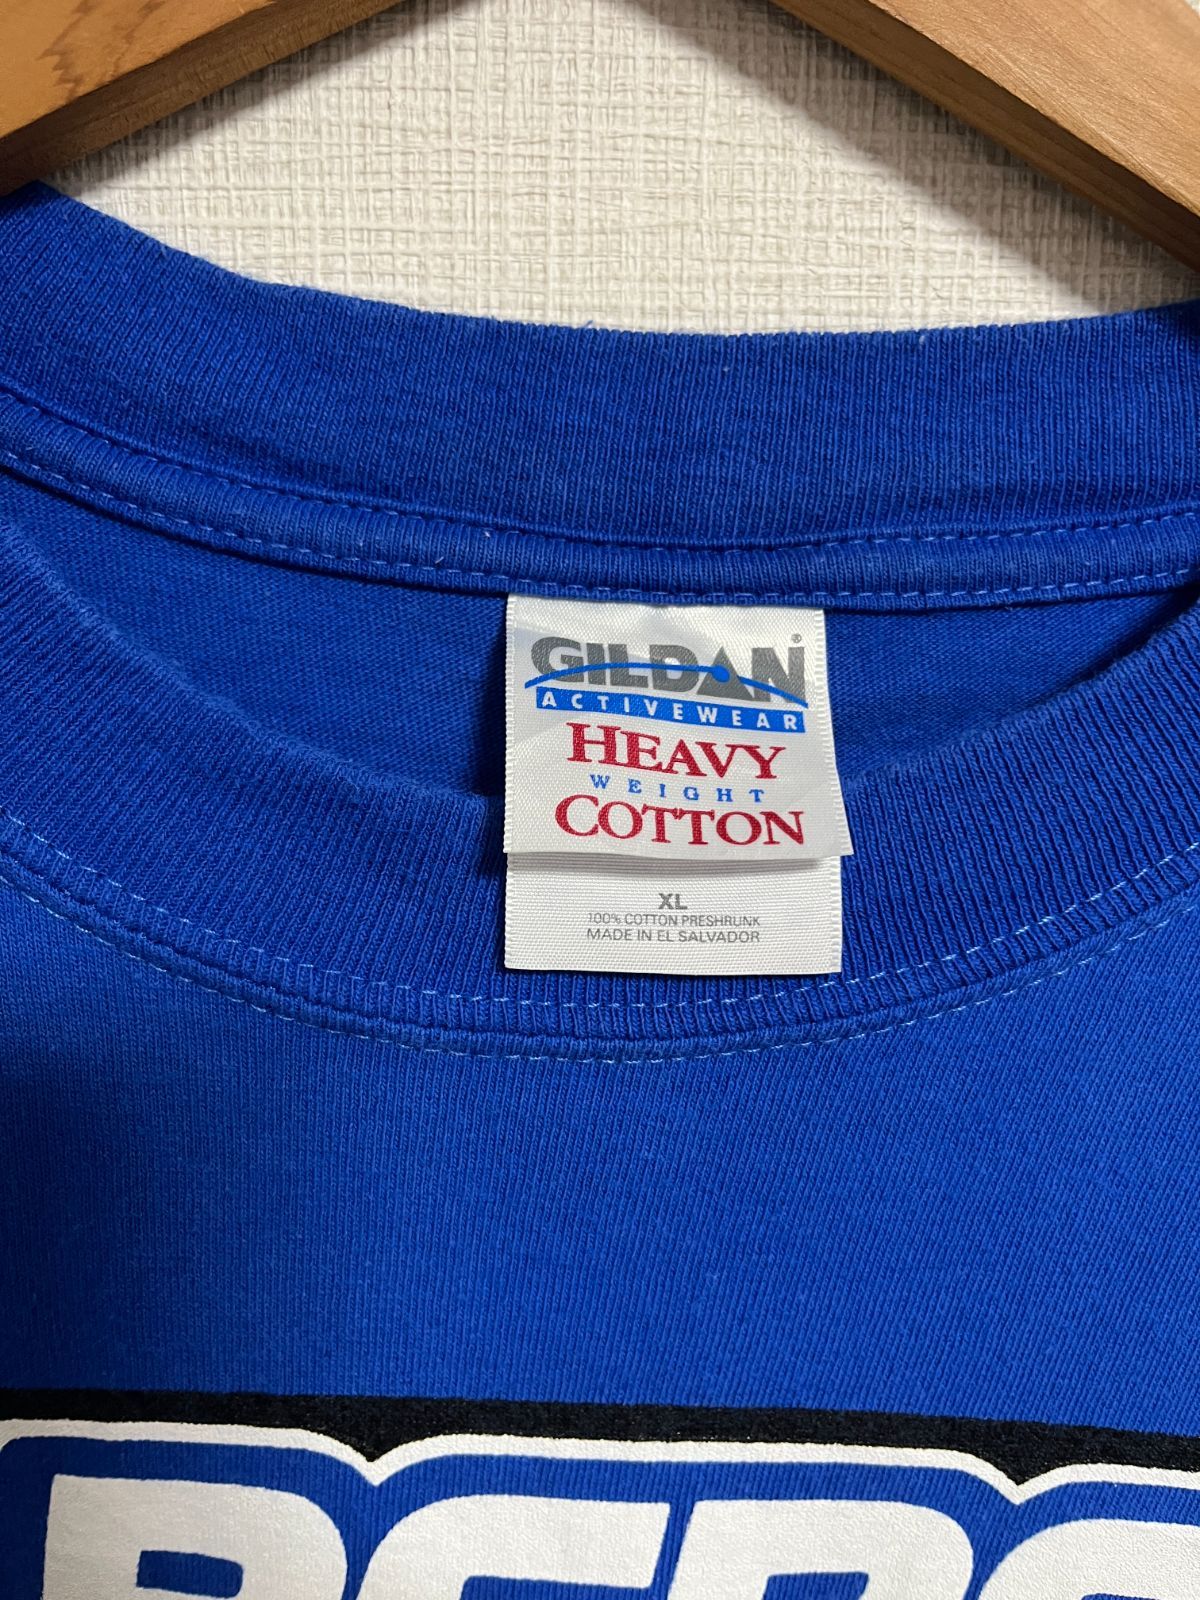 GILDAN®
ACTIVEWEAR
HEAVY
WEIGHT
COTTON
XL
100% COTTON PRESHRUNK
MADE IN EL SALVADOR